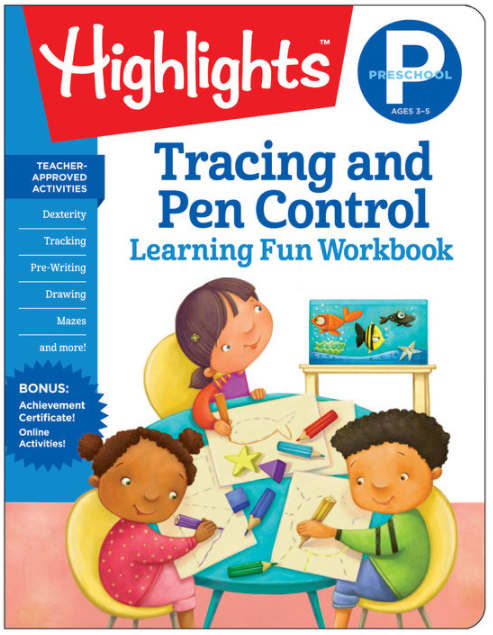 Highlights™
P
PRESCHOOL
AGES 3–5
Tracing and
Pen Control
Learning Fun Workbook
TEACHER-
APPROVED
ACTIVITIES
Dexterity
Tracking
Pre-Writing
Drawing
Mazes
and more!
BONUS:
Achievement
Certificate!
Online
Activities!